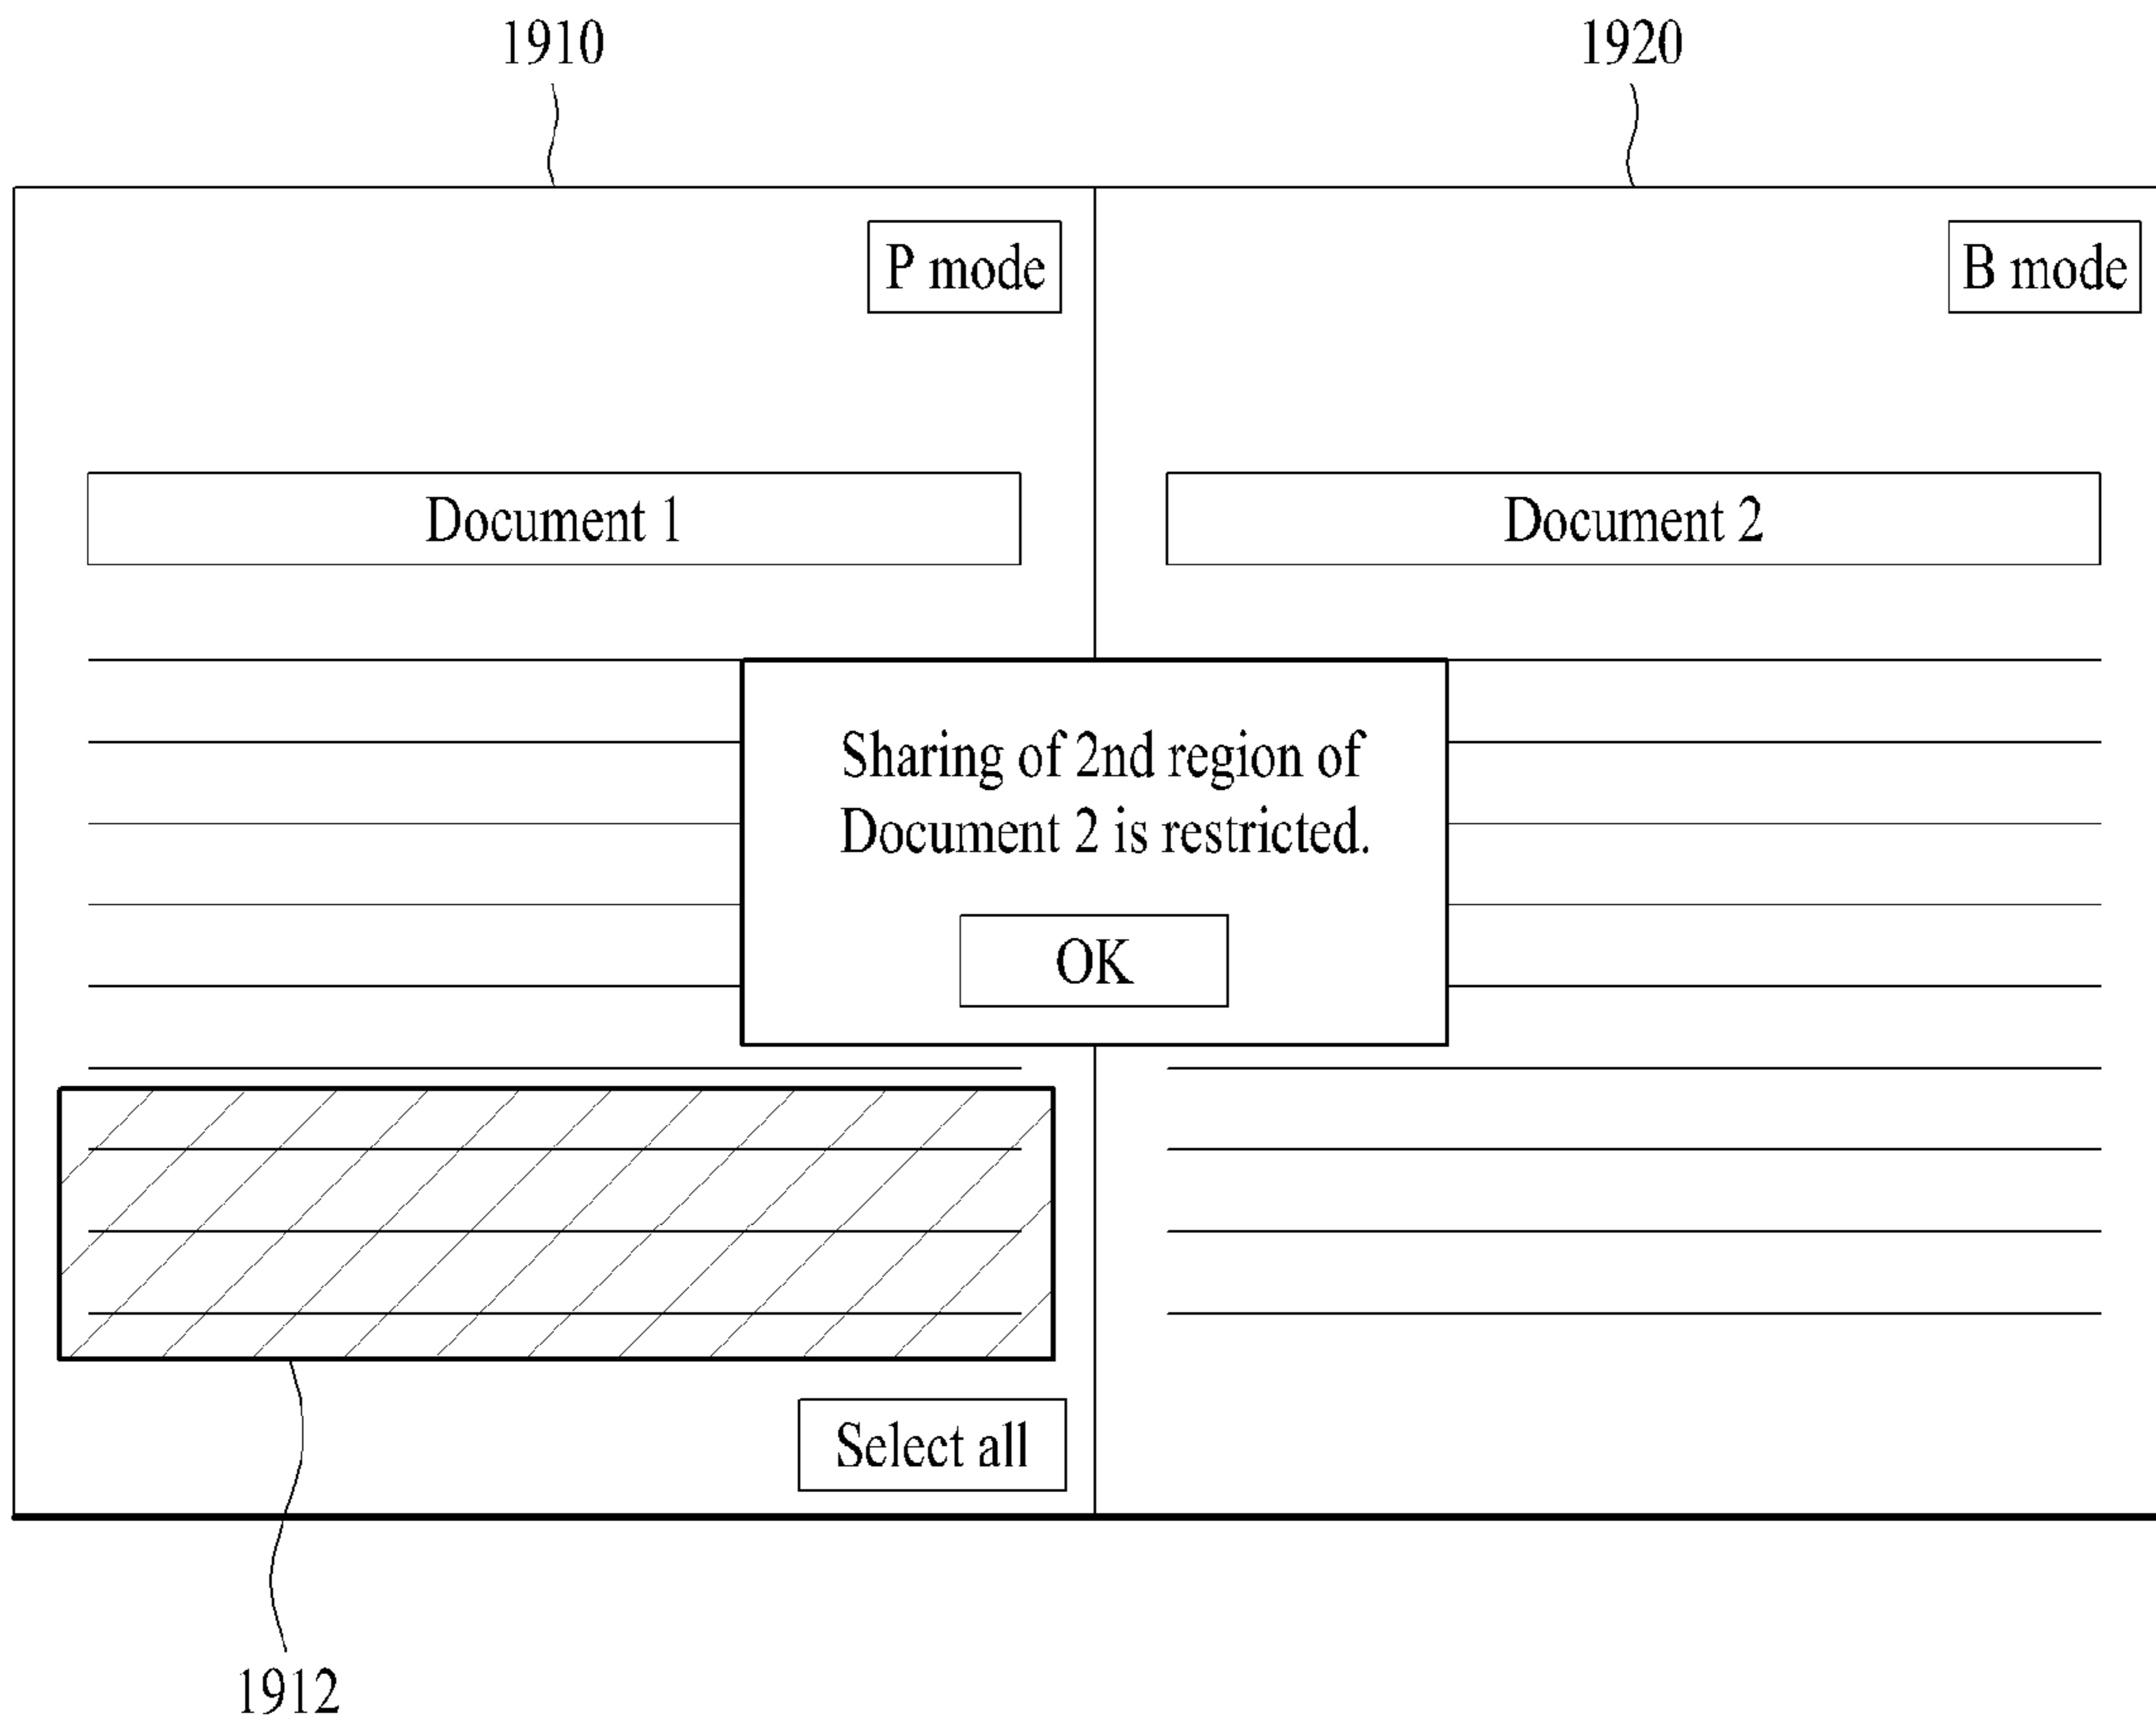 1910
1920
P mode
B mode
Document 1
Document 2
Sharing of 2nd region of
Document 2 is restricted.
OK
Select all
1912